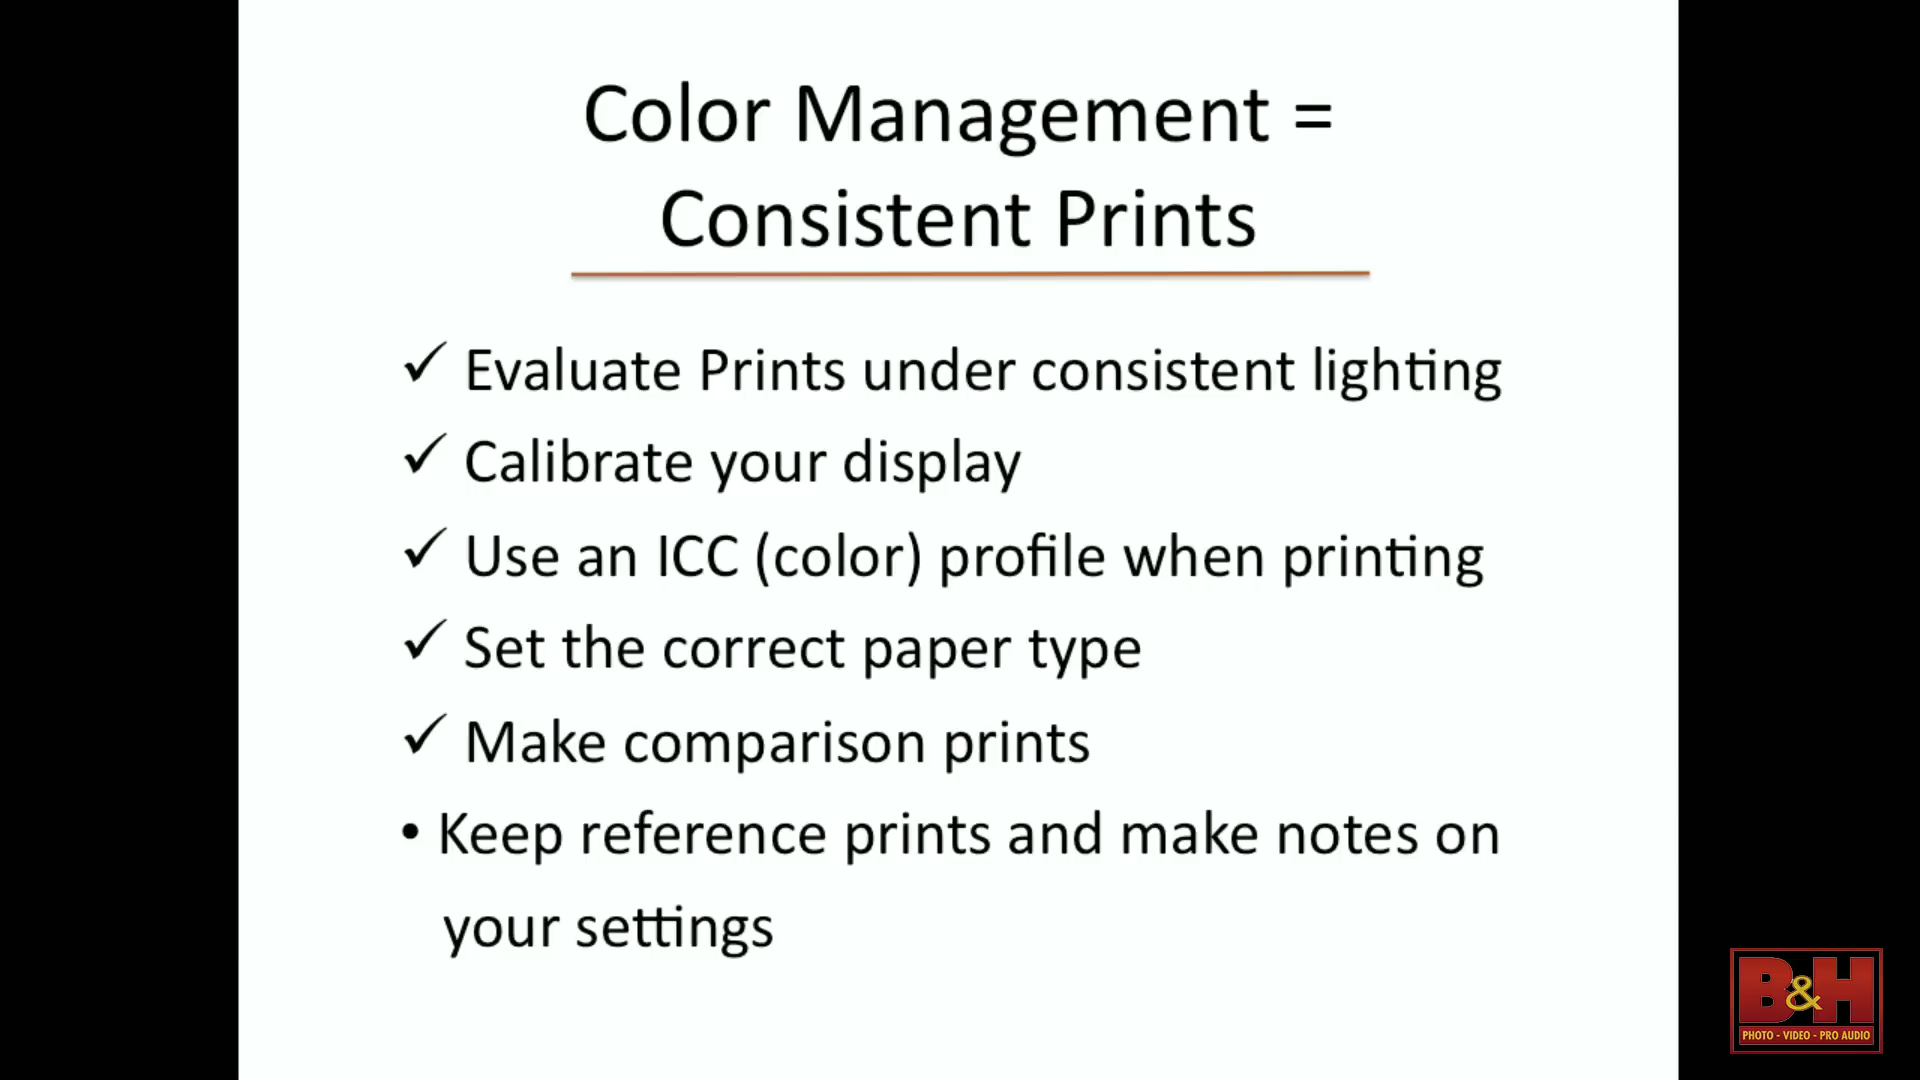 Color Management =
Consistent Prints
✓ Evaluate Prints under consistent lighting
✓ Calibrate your display
✓ Use an ICC (color) profile when printing
✓ Set the correct paper type
✓ Make comparison prints
• Keep reference prints and make notes on
your settings
B&H
PHOTO - VIDEO - PRO AUDIO